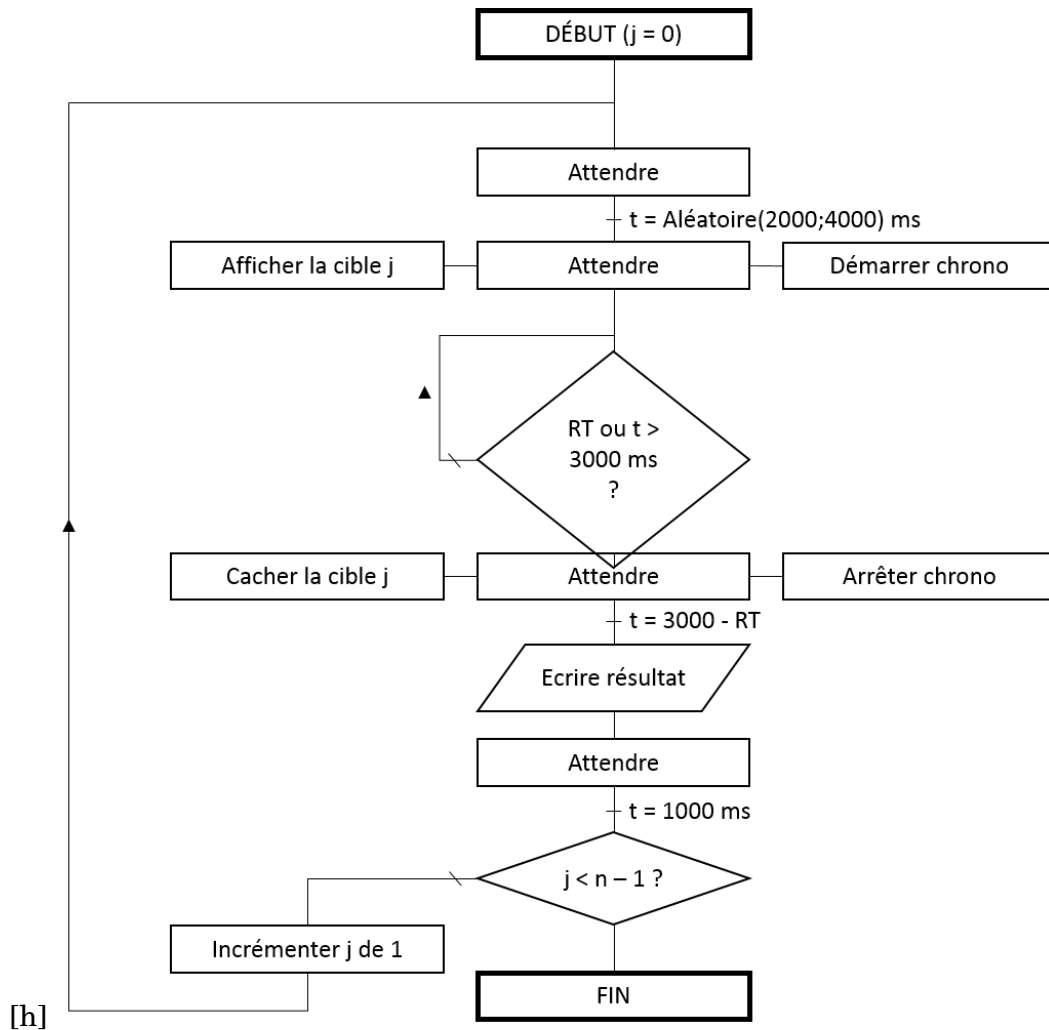 DÉBUT (j = 0)
Attendre
t = Aléatoire(2000;4000) ms
Afficher la cible j
Attendre
Démarrer chrono
RT ou t >
3000 ms
?
Cacher la cible j
Attendre
Arrêter chrono
t = 3000 - RT
Ecrire résultat
Attendre
t = 1000 ms
j < n – 1 ?
Incrémenter j de 1
FIN
[h]